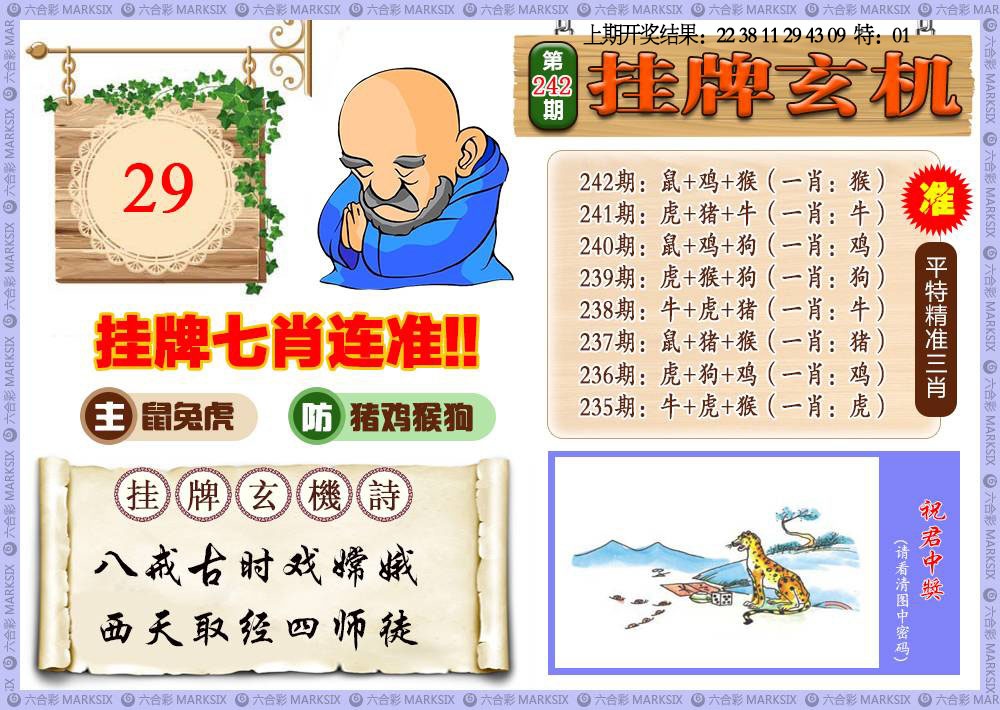 六合彩 MARKSIX
上期开奖结果：22 38 11 29 43 09 特：01
第
242
期
挂牌玄机
29
242期：鼠+鸡+猴（一肖：猴）
241期：虎+猪+牛（一肖：牛）
240期：鼠+鸡+狗（一肖：鸡）
239期：虎+猴+狗（一肖：狗）
238期：牛+虎+猪（一肖：牛）
237期：鼠+猪+猴（一肖：猪）
236期：虎+狗+鸡（一肖：鸡）
235期：牛+虎+猴（一肖：虎）
准
平特精准三肖
挂牌七肖连准!!
主 鼠兔虎
防 猪鸡猴狗
挂牌玄機詩
八戒古时戏嫦娥
西天取经四师徒
祝君中獎
（请看清图中密码）